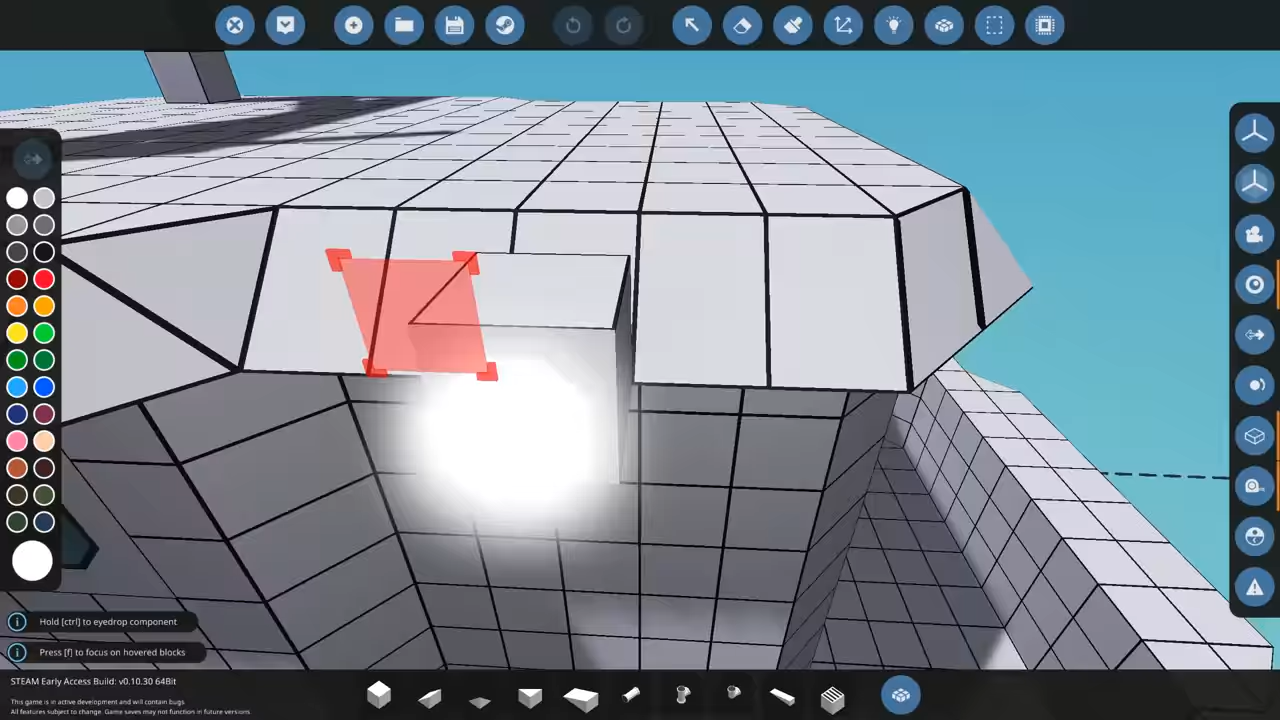 Hold [ctrl] to eyedrop component
Press [f] to focus on hovered blocks
STEAM Early Access Build: v0.10.30 64Bit
This game is in active development and will contain bugs.
All features subject to change. Game saves may not function in future versions.